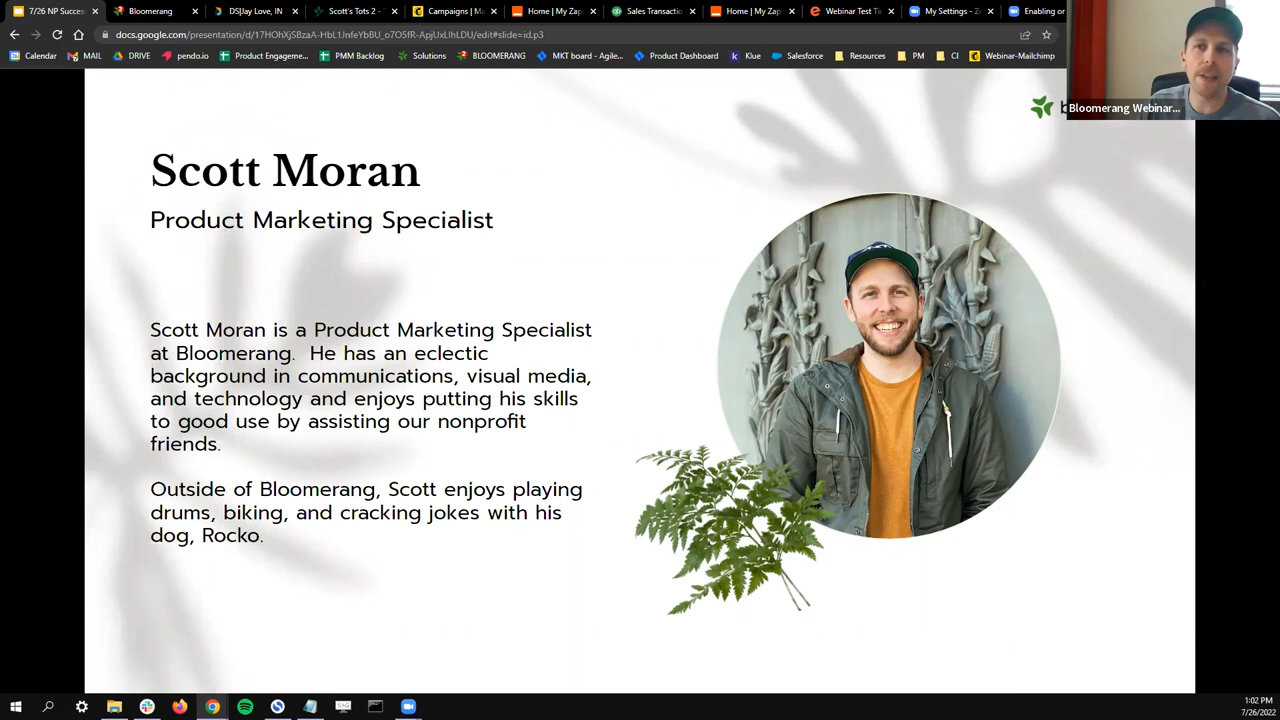 7/26 NP Succes
Bloomerang
DS|Jay Love, IN
Scott's Tots 2 -
Campaigns | Ma
Home | My Zap
Sales Transactio
Home | My Zap
Webinar Test Ti
My Settings - Zo
Enabling or
docs.google.com/presentation/d/17HOhXjSBzaA-HbL1JnfeYbBU_o7O5fR-ApjUxLlhLDU/edit#slide=id.p3
Calendar
MAIL
DRIVE
pendo.io
Product Engageme...
PMM Backlog
Solutions
BLOOMERANG
MKT board - Agile...
Product Dashboard
Klue
Salesforce
Resources
PM
CI
Webinar-Mailchimp
Bloomerang Webinar...
Scott Moran
Product Marketing Specialist
Scott Moran is a Product Marketing Specialist
at Bloomerang. He has an eclectic
background in communications, visual media,
and technology and enjoys putting his skills
to good use by assisting our nonprofit
friends.
Outside of Bloomerang, Scott enjoys playing
drums, biking, and cracking jokes with his
dog, Rocko.
1:02 PM
7/26/2022